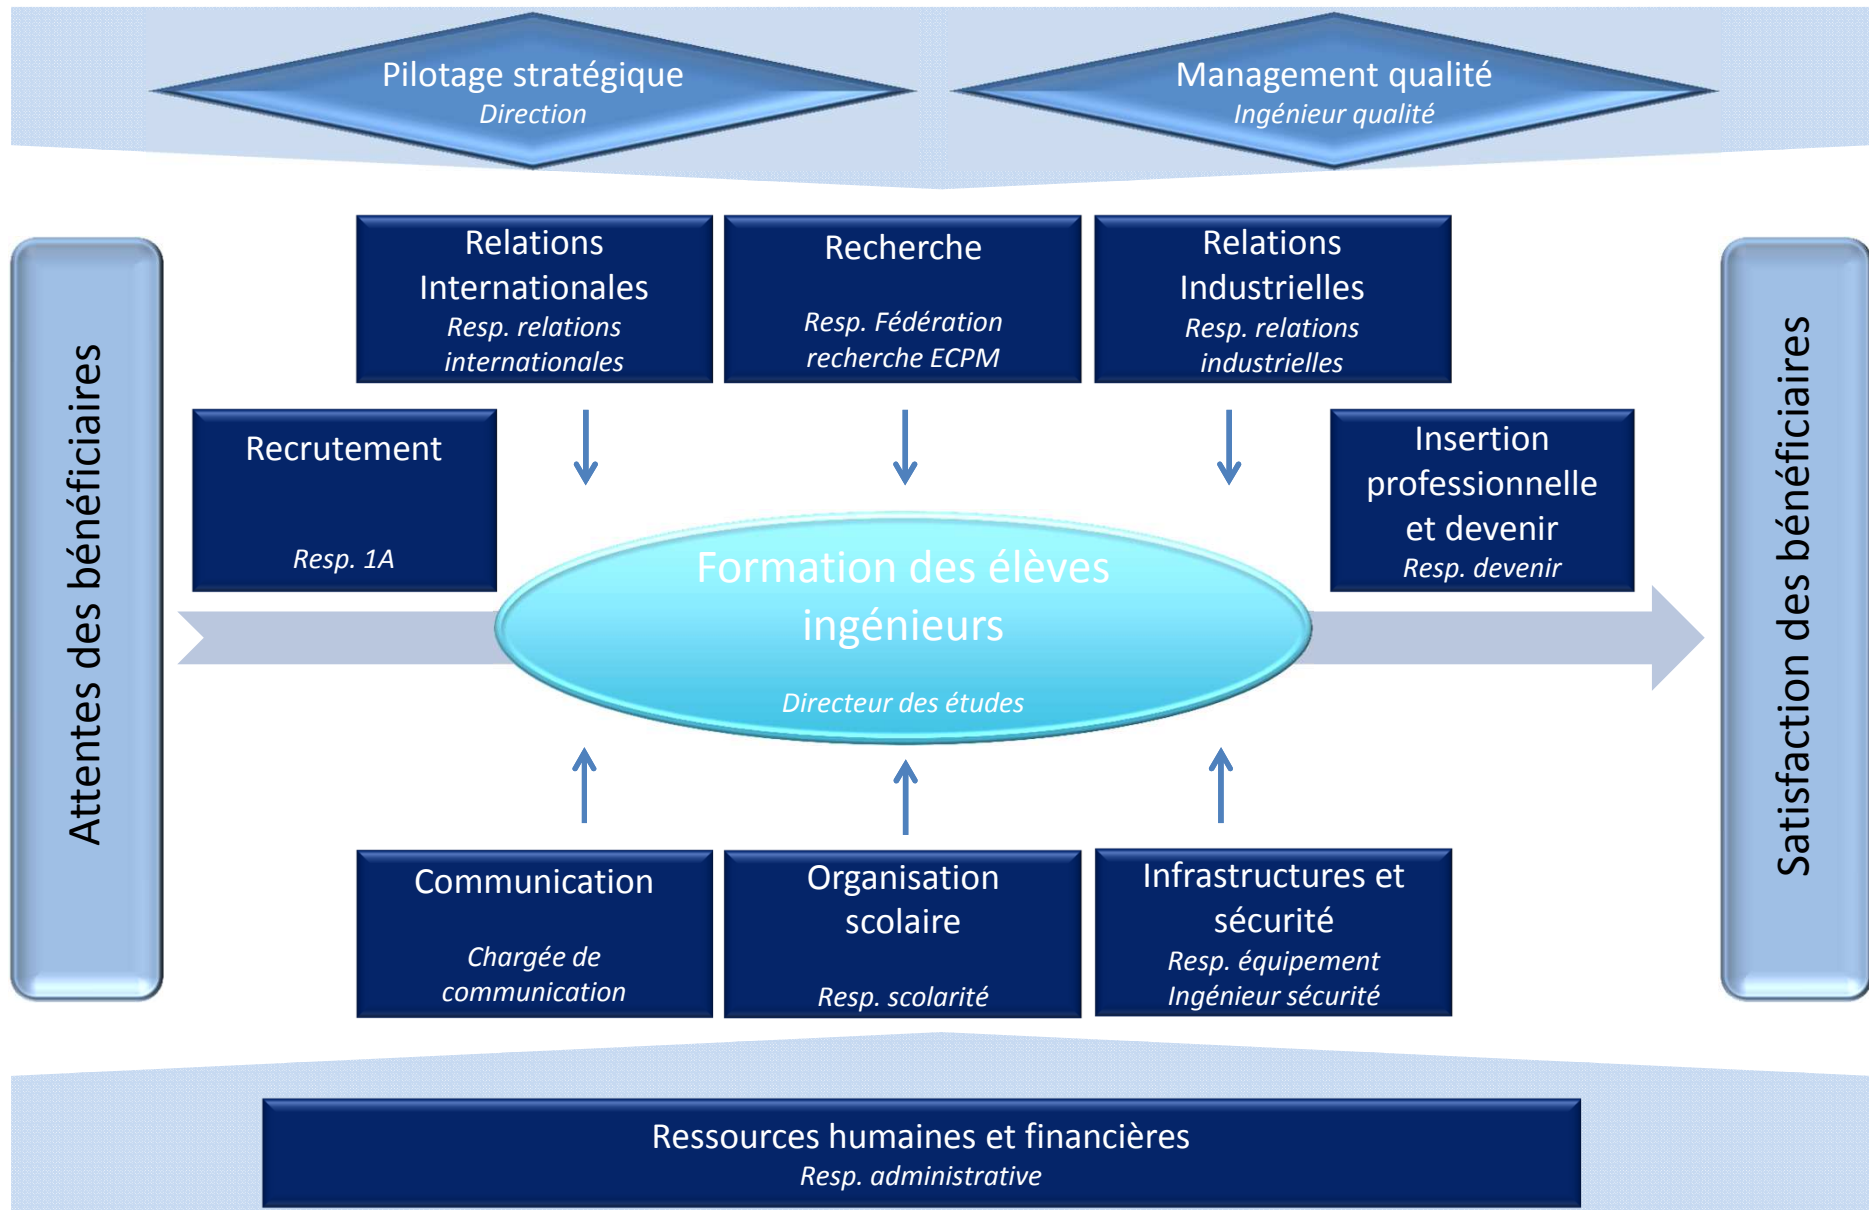 Pilotage stratégique
Direction
Management qualité
Ingénieur qualité
Attentes des bénéficiaires
Relations
Internationales
Resp. relations
internationales
Recherche
Resp. Fédération
recherche ECPM
Relations
Industrielles
Resp. relations
industrielles
Recrutement
Resp. 1A
Formation des élèves
ingénieurs
Directeur des études
Insertion
professionnelle
et devenir
Resp. devenir
Satisfaction des bénéficiaires
Communication
Chargée de
communication
Organisation
scolaire
Resp. scolarité
Infrastructures et
sécurité
Resp. équipement
Ingénieur sécurité
Ressources humaines et financières
Resp. administrative